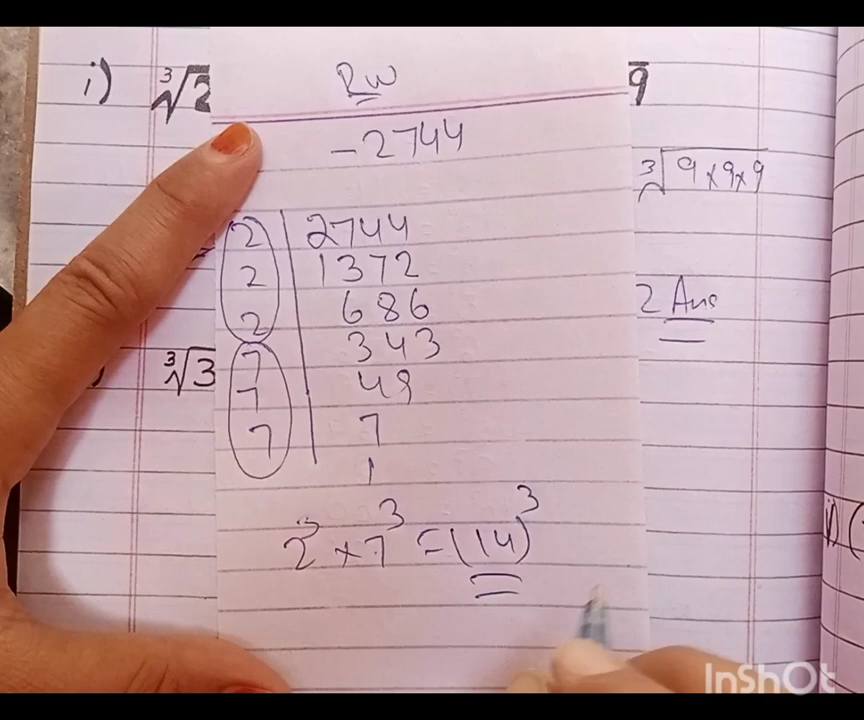 i) ∛2
RW
-2744
2 | 2744
2 | 1372
2 | 686
7 | 343
7 | 49
7 | 7
1
2³ × 7³ = (14)³
9
∛9×9×9
2 Ans
) ∛3
) (
InShOt